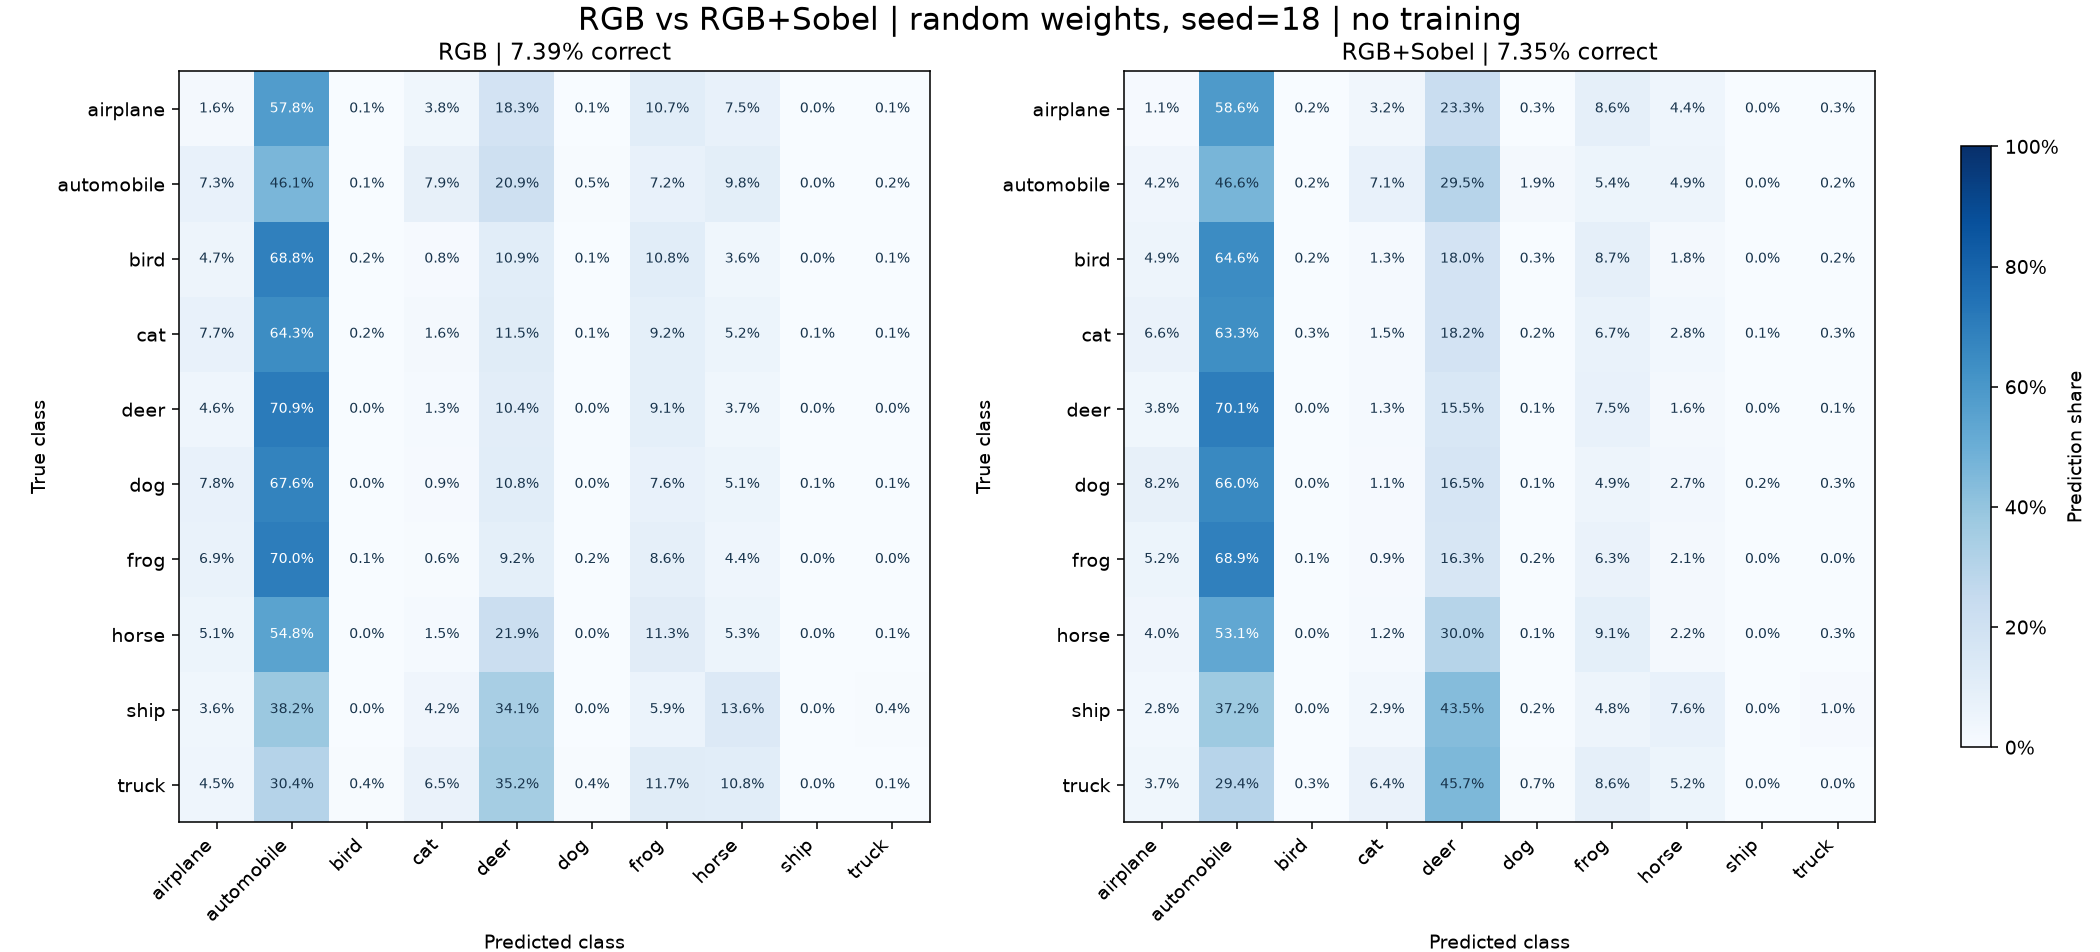 RGB vs RGB+Sobel | random weights, seed=18 | no training
RGB | 7.39% correct
True class
airplane 1.6% 57.8% 0.1% 3.8% 18.3% 0.1% 10.7% 7.5% 0.0% 0.1%
automobile 7.3% 46.1% 0.1% 7.9% 20.9% 0.5% 7.2% 9.8% 0.0% 0.2%
bird 4.7% 68.8% 0.2% 0.8% 10.9% 0.1% 10.8% 3.6% 0.0% 0.1%
cat 7.7% 64.3% 0.2% 1.6% 11.5% 0.1% 9.2% 5.2% 0.1% 0.1%
deer 4.6% 70.9% 0.0% 1.3% 10.4% 0.0% 9.1% 3.7% 0.0% 0.0%
dog 7.8% 67.6% 0.0% 0.9% 10.8% 0.0% 7.6% 5.1% 0.1% 0.1%
frog 6.9% 70.0% 0.1% 0.6% 9.2% 0.2% 8.6% 4.4% 0.0% 0.0%
horse 5.1% 54.8% 0.0% 1.5% 21.9% 0.0% 11.3% 5.3% 0.0% 0.1%
ship 3.6% 38.2% 0.0% 4.2% 34.1% 0.0% 5.9% 13.6% 0.0% 0.4%
truck 4.5% 30.4% 0.4% 6.5% 35.2% 0.4% 11.7% 10.8% 0.0% 0.1%
airplane automobile bird cat deer dog frog horse ship truck
Predicted class
RGB+Sobel | 7.35% correct
True class
airplane 1.1% 58.6% 0.2% 3.2% 23.3% 0.3% 8.6% 4.4% 0.0% 0.3%
automobile 4.2% 46.6% 0.2% 7.1% 29.5% 1.9% 5.4% 4.9% 0.0% 0.2%
bird 4.9% 64.6% 0.2% 1.3% 18.0% 0.3% 8.7% 1.8% 0.0% 0.2%
cat 6.6% 63.3% 0.3% 1.5% 18.2% 0.2% 6.7% 2.8% 0.1% 0.3%
deer 3.8% 70.1% 0.0% 1.3% 15.5% 0.1% 7.5% 1.6% 0.0% 0.1%
dog 8.2% 66.0% 0.0% 1.1% 16.5% 0.1% 4.9% 2.7% 0.2% 0.3%
frog 5.2% 68.9% 0.1% 0.9% 16.3% 0.2% 6.3% 2.1% 0.0% 0.0%
horse 4.0% 53.1% 0.0% 1.2% 30.0% 0.1% 9.1% 2.2% 0.0% 0.3%
ship 2.8% 37.2% 0.0% 2.9% 43.5% 0.2% 4.8% 7.6% 0.0% 1.0%
truck 3.7% 29.4% 0.3% 6.4% 45.7% 0.7% 8.6% 5.2% 0.0% 0.0%
airplane automobile bird cat deer dog frog horse ship truck
Predicted class
100%
80%
60%
40%
20%
0%
Prediction share